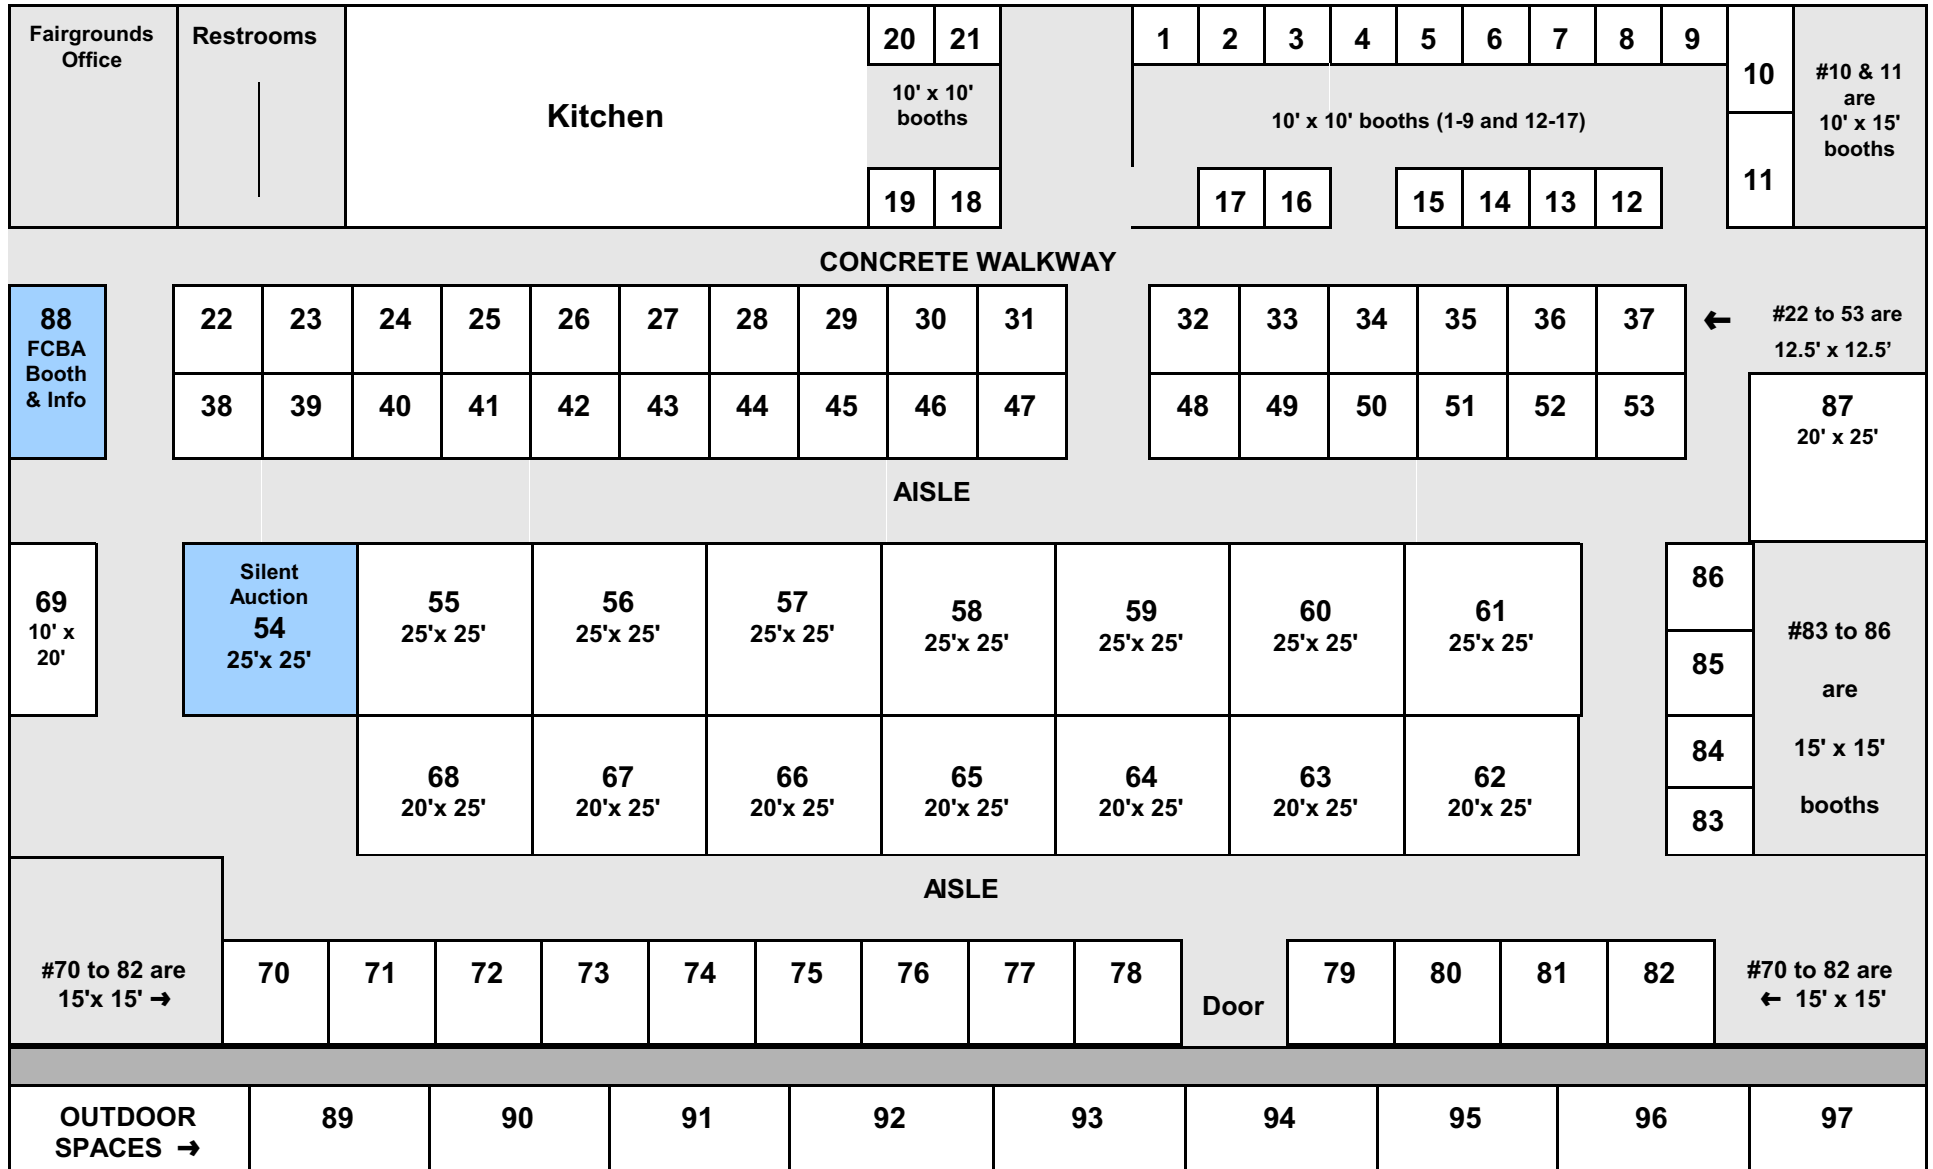 Fairgrounds
Office
Restrooms
Kitchen
20 21
10' x 10'
booths
19 18
1 2 3 4 5 6 7 8 9
10
11
#10 & 11
are
10' x 15'
booths
10' x 10' booths (1-9 and 12-17)
17 16 15 14 13 12
CONCRETE WALKWAY
88
FCBA
Booth
& Info
22 23 24 25 26 27 28 29 30 31 32 33 34 35 36 37
← #22 to 53 are
12.5' x 12.5’
38 39 40 41 42 43 44 45 46 47 48 49 50 51 52 53
87
20' x 25'
AISLE
69
10' x
20'
Silent
Auction
54
25'x 25'
55
25'x 25'
56
25'x 25'
57
25'x 25'
58
25'x 25'
59
25'x 25'
60
25'x 25'
61
25'x 25'
86
85
84
83
#83 to 86
are
15' x 15'
booths
68
20'x 25'
67
20'x 25'
66
20'x 25'
65
20'x 25'
64
20'x 25'
63
20'x 25'
62
20'x 25'
AISLE
#70 to 82 are
15'x 15' →
70 71 72 73 74 75 76 77 78
Door
79 80 81 82
#70 to 82 are
← 15' x 15'
OUTDOOR
SPACES →
89 90 91 92 93 94 95 96 97